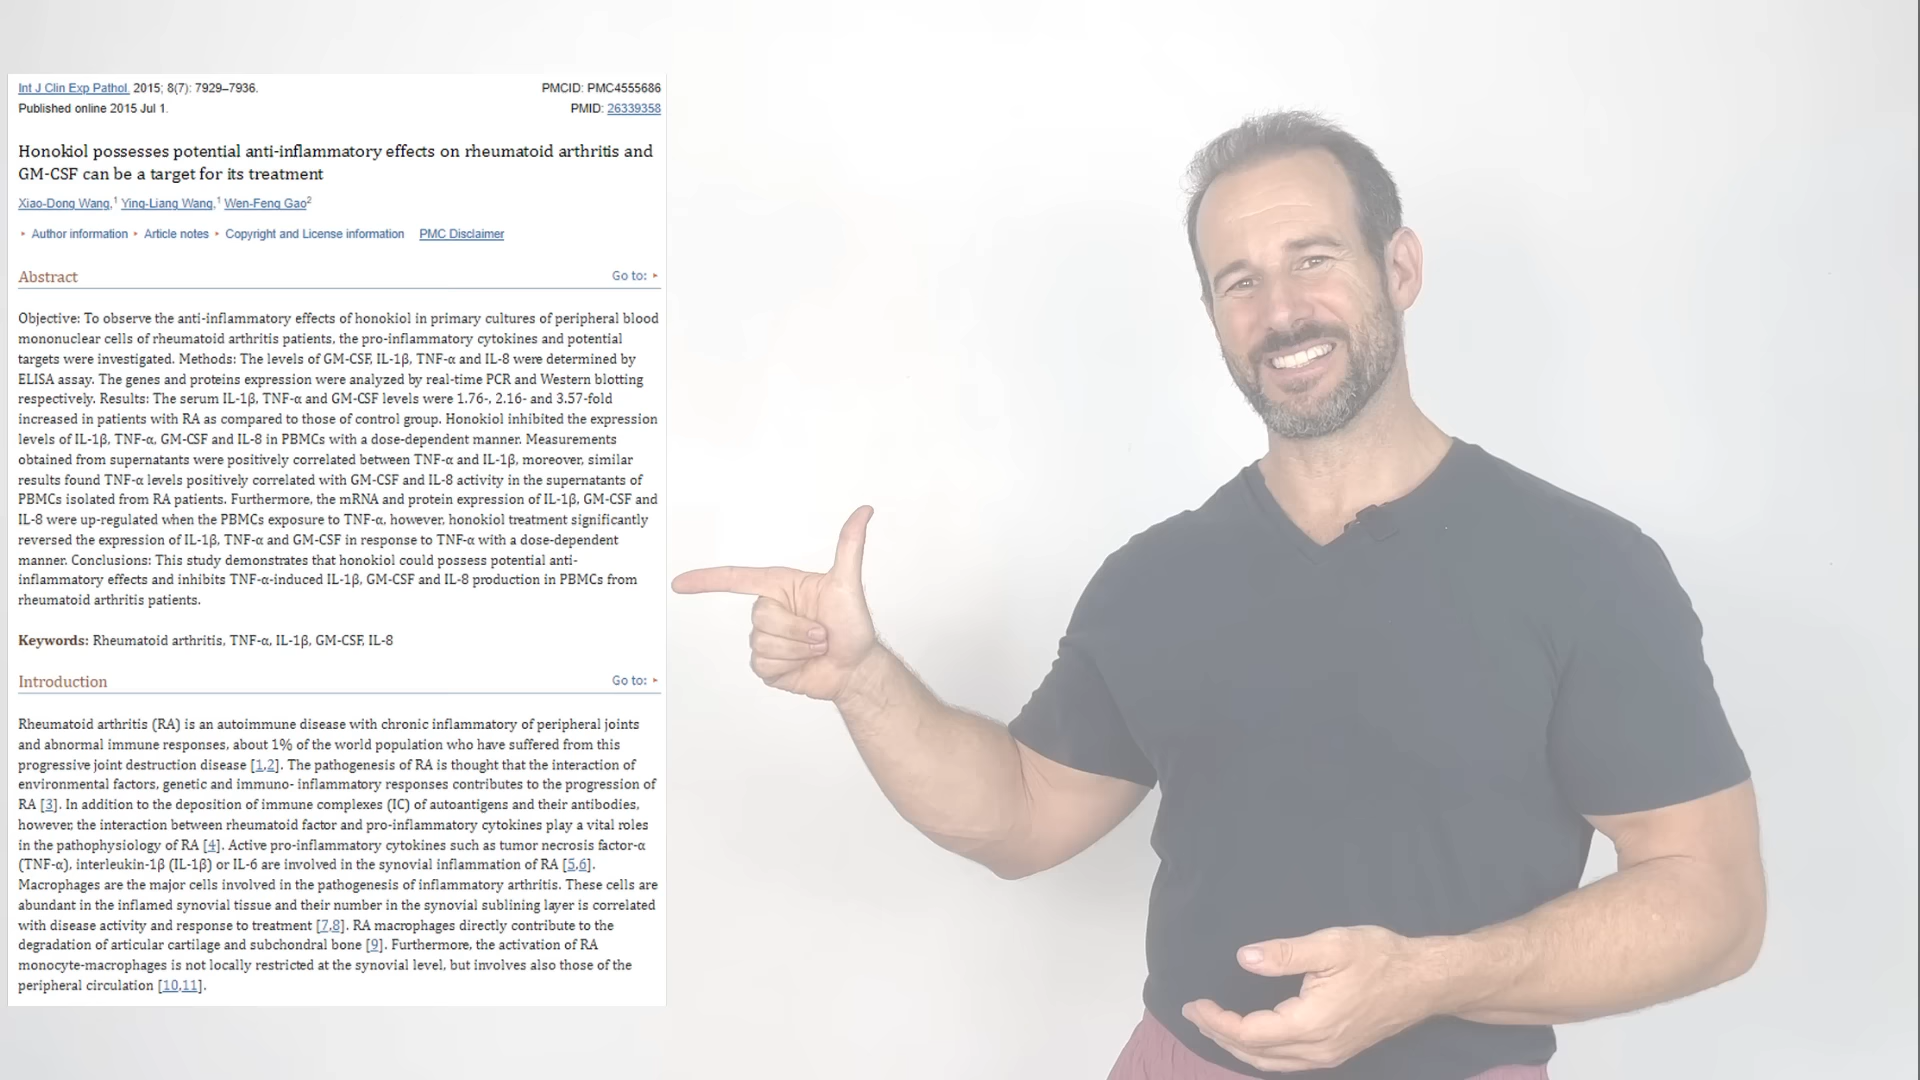 Int J Clin Exp Pathol. 2015; 8(7): 7929–7936. PMCID: PMC4555686
Published online 2015 Jul 1. PMID: 26339358
Honokiol possesses potential anti-inflammatory effects on rheumatoid arthritis and
GM-CSF can be a target for its treatment
Xiao-Dong Wang,1 Ying-Liang Wang,1 Wen-Feng Gao2
▸ Author information ▸ Article notes ▸ Copyright and License information PMC Disclaimer
Abstract Go to: ▸
Objective: To observe the anti-inflammatory effects of honokiol in primary cultures of peripheral blood
mononuclear cells of rheumatoid arthritis patients, the pro-inflammatory cytokines and potential
targets were investigated. Methods: The levels of GM-CSF, IL-1β, TNF-α and IL-8 were determined by
ELISA assay. The genes and proteins expression were analyzed by real-time PCR and Western blotting
respectively. Results: The serum IL-1β, TNF-α and GM-CSF levels were 1.76-, 2.16- and 3.57-fold
increased in patients with RA as compared to those of control group. Honokiol inhibited the expression
levels of IL-1β, TNF-α, GM-CSF and IL-8 in PBMCs with a dose-dependent manner. Measurements
obtained from supernatants were positively correlated between TNF-α and IL-1β, moreover, similar
results found TNF-α levels positively correlated with GM-CSF and IL-8 activity in the supernatants of
PBMCs isolated from RA patients. Furthermore, the mRNA and protein expression of IL-1β, GM-CSF and
IL-8 were up-regulated when the PBMCs exposure to TNF-α, however, honokiol treatment significantly
reversed the expression of IL-1β, TNF-α and GM-CSF in response to TNF-α with a dose-dependent
manner. Conclusions: This study demonstrates that honokiol could possess potential anti-
inflammatory effects and inhibits TNF-α-induced IL-1β, GM-CSF and IL-8 production in PBMCs from
rheumatoid arthritis patients.
Keywords: Rheumatoid arthritis, TNF-α, IL-1β, GM-CSF, IL-8
Introduction Go to: ▸
Rheumatoid arthritis (RA) is an autoimmune disease with chronic inflammatory of peripheral joints
and abnormal immune responses, about 1% of the world population who have suffered from this
progressive joint destruction disease [1,2]. The pathogenesis of RA is thought that the interaction of
environmental factors, genetic and immuno- inflammatory responses contributes to the progression of
RA [3]. In addition to the deposition of immune complexes (IC) of autoantigens and their antibodies,
however, the interaction between rheumatoid factor and pro-inflammatory cytokines play a vital roles
in the pathophysiology of RA [4]. Active pro-inflammatory cytokines such as tumor necrosis factor-α
(TNF-α), interleukin-1β (IL-1β) or IL-6 are involved in the synovial inflammation of RA [5,6].
Macrophages are the major cells involved in the pathogenesis of inflammatory arthritis. These cells are
abundant in the inflamed synovial tissue and their number in the synovial sublining layer is correlated
with disease activity and response to treatment [7,8]. RA macrophages directly contribute to the
degradation of articular cartilage and subchondral bone [9]. Furthermore, the activation of RA
monocyte-macrophages is not locally restricted at the synovial level, but involves also those of the
peripheral circulation [10,11].